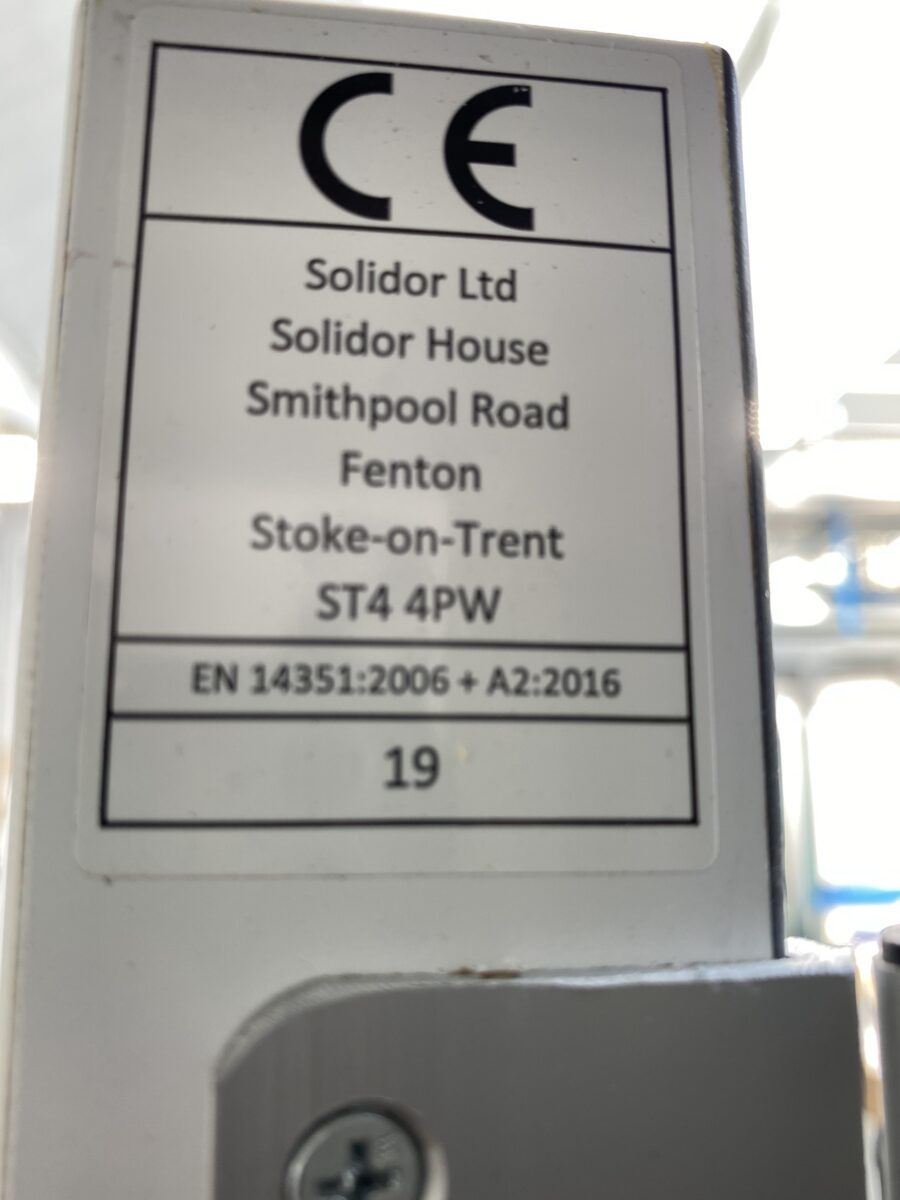 CE
Solidor Ltd
Solidor House
Smithpool Road
Fenton
Stoke-on-Trent
ST4 4PW
EN 14351:2006 + A2:2016
19